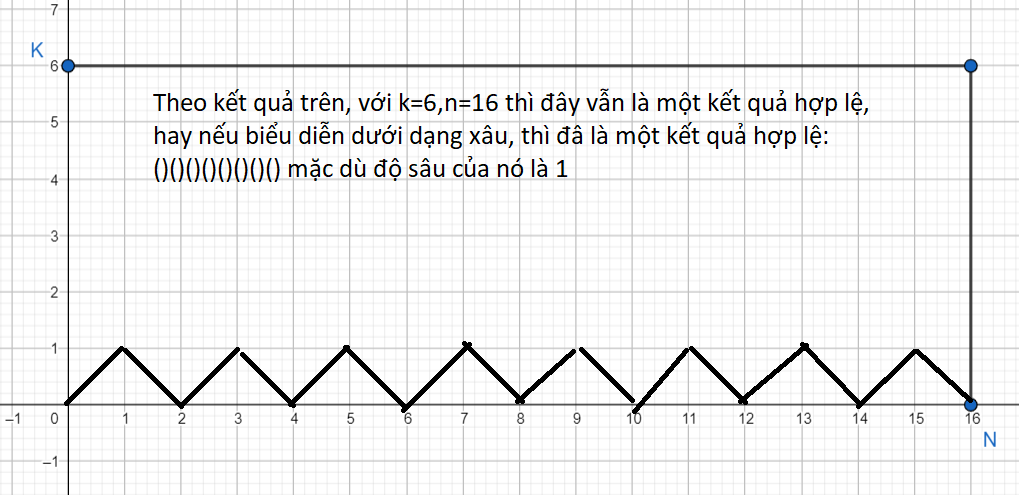 7
K
6
Theo kết quả trên, với k=6,n=16 thì đây vẫn là một kết quả hợp lệ,
5
hay nếu biểu diễn dưới dạng xâu, thì đâ là một kết quả hợp lệ:
()()()()()()()() mặc dù độ sâu của nó là 1
4
3
2
1
-1 0 1 2 3 4 5 6 7 8 9 10 11 12 13 14 15 16
N
-1